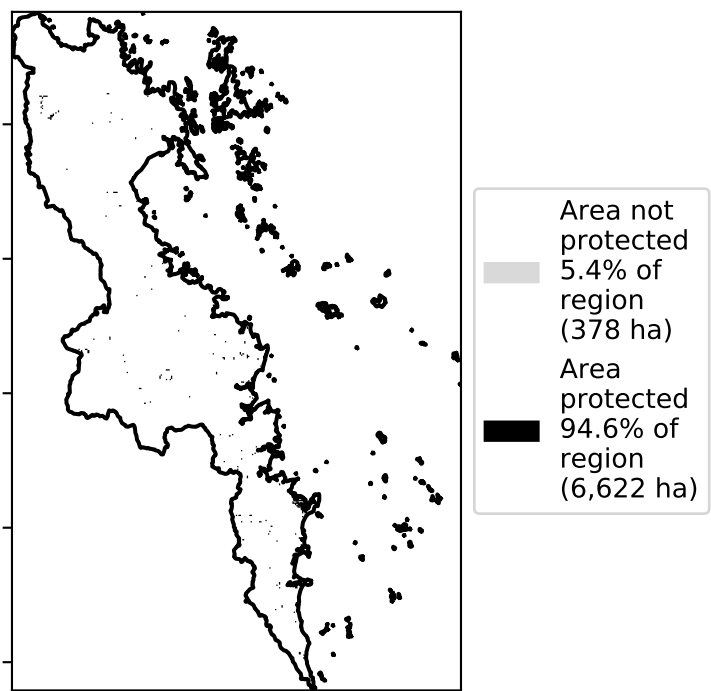 Area not
protected
5.4% of
region
(378 ha)
Area
protected
94.6% of
region
(6,622 ha)